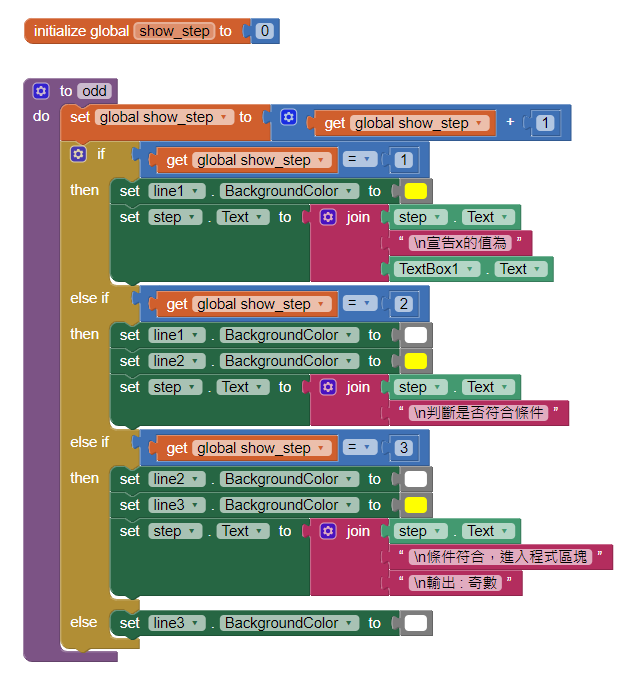 initialize global show_step to 0
to odd
do set global show_step to get global show_step + 1
if get global show_step = 1
then set line1 . BackgroundColor to
set step . Text to join step . Text
“ \n宣告x的值為 ”
TextBox1 . Text
else if get global show_step = 2
then set line1 . BackgroundColor to
set line2 . BackgroundColor to
set step . Text to join step . Text
“ \n判斷是否符合條件 ”
else if get global show_step = 3
then set line2 . BackgroundColor to
set line3 . BackgroundColor to
set step . Text to join step . Text
“ \n條件符合，進入程式區塊 ”
“ \n輸出 : 奇數 ”
else set line3 . BackgroundColor to